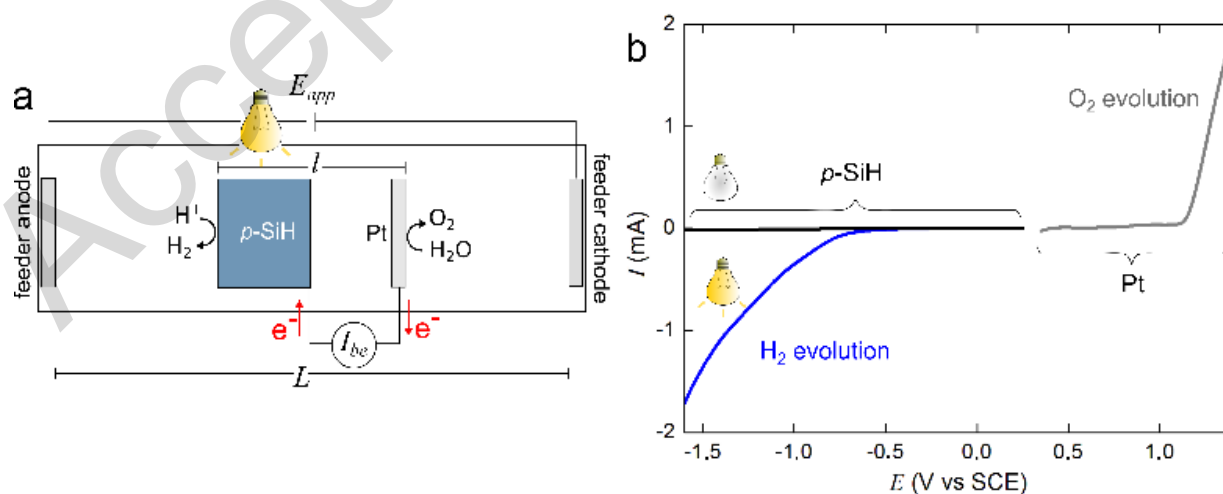 Accep
a
E_app
l
feeder anode
H⁺
H₂
p-SiH
Pt
O₂
H₂O
feeder cathode
e⁻
I_be
e⁻
L
b
2
1
0
-1
-2
I (mA)
O₂ evolution
p-SiH
Pt
H₂ evolution
-1.5
-1.0
-0.5
0.0
0.5
1.0
E (V vs SCE)